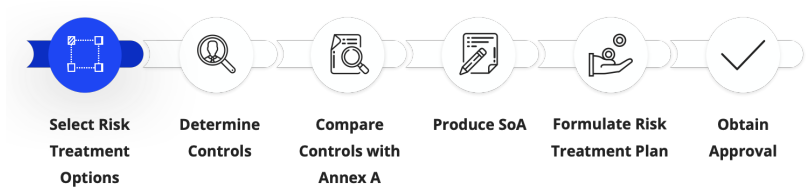 Select Risk
Treatment
Options
Determine
Controls
Compare
Controls with
Annex A
Produce SoA
Formulate Risk
Treatment Plan
Obtain
Approval